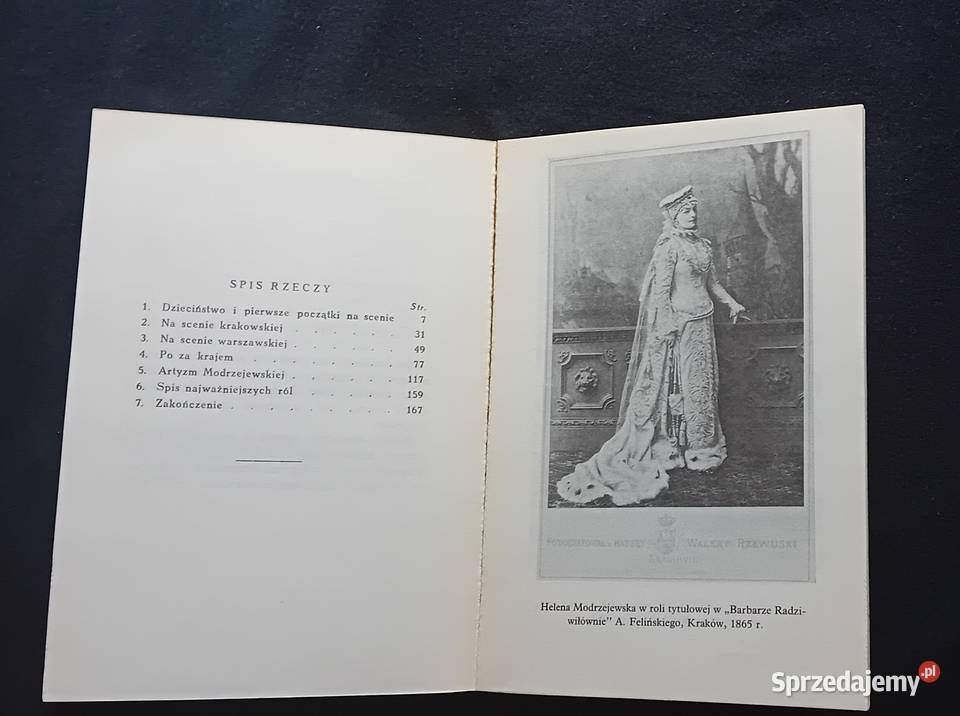 SPIS RZECZY
Str.
1. Dzieciństwo i pierwsze początki na scenie 7
2. Na scenie krakowskiej . . . . . . 31
3. Na scenie warszawskiej . . . . . . 49
4. Po za krajem . . . . . . . . 77
5. Artyzm Modrzejewskiej . . . . . . 117
6. Spis najważniejszych ról . . . . . 159
7. Zakończenie . . . . . . . . . 167
WALERY RZEWUSKI
Helena Modrzejewska w roli tytułowej w „Barbarze Radzi-
wiłównie” A. Felińskiego, Kraków, 1865 r.
Sprzedajemy.pl